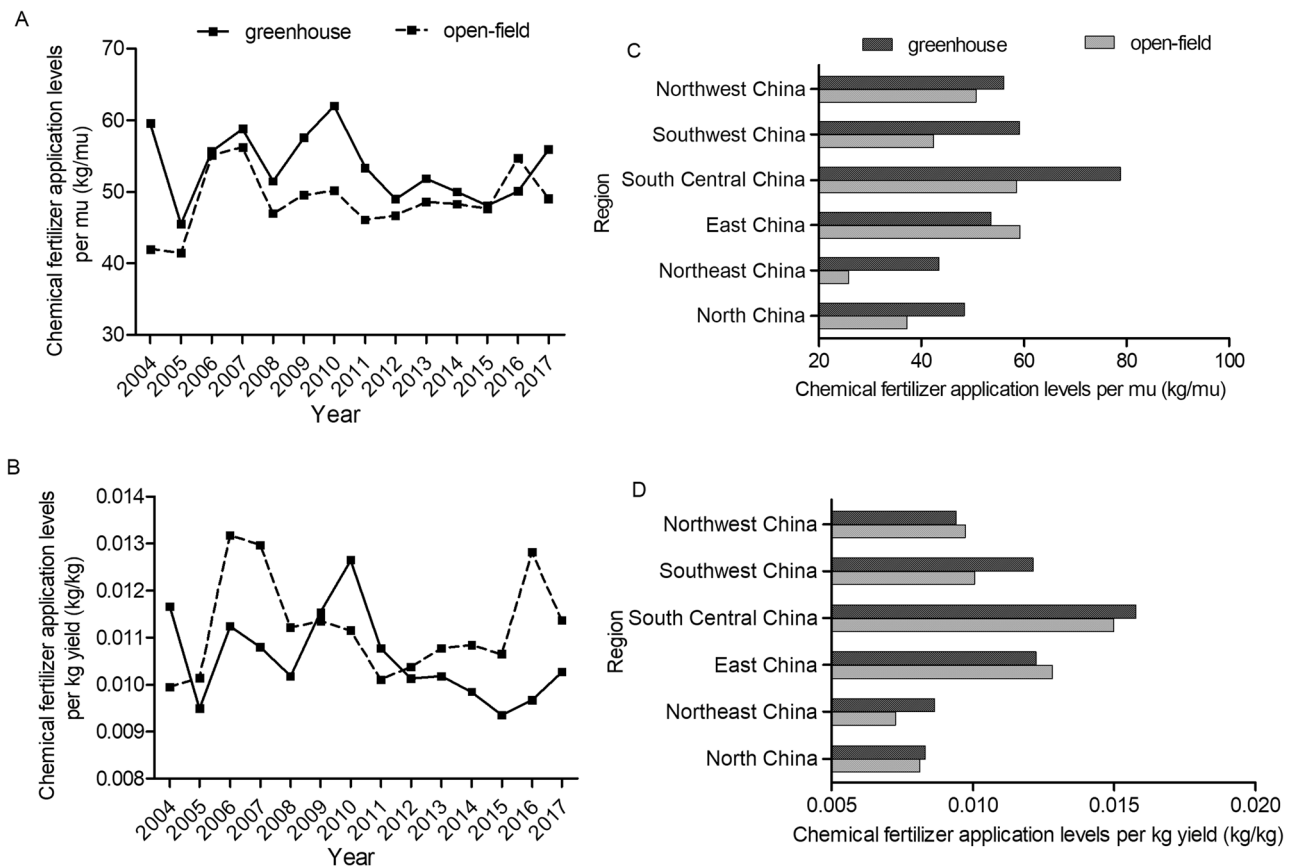 A
greenhouse
open-field
Chemical fertilizer application levels
per mu (kg/mu)
70
60
50
40
30
2004
2005
2006
2007
2008
2009
2010
2011
2012
2013
2014
2015
2016
2017
Year
C
greenhouse
open-field
Region
Northwest China
Southwest China
South Central China
East China
Northeast China
North China
20
40
60
80
100
Chemical fertilizer application levels per mu (kg/mu)
B
Chemical fertilizer application levels
per kg yield (kg/kg)
0.014
0.013
0.012
0.011
0.010
0.009
0.008
2004
2005
2006
2007
2008
2009
2010
2011
2012
2013
2014
2015
2016
2017
Year
D
Region
Northwest China
Southwest China
South Central China
East China
Northeast China
North China
0.005
0.010
0.015
0.020
Chemical fertilizer application levels per kg yield (kg/kg)